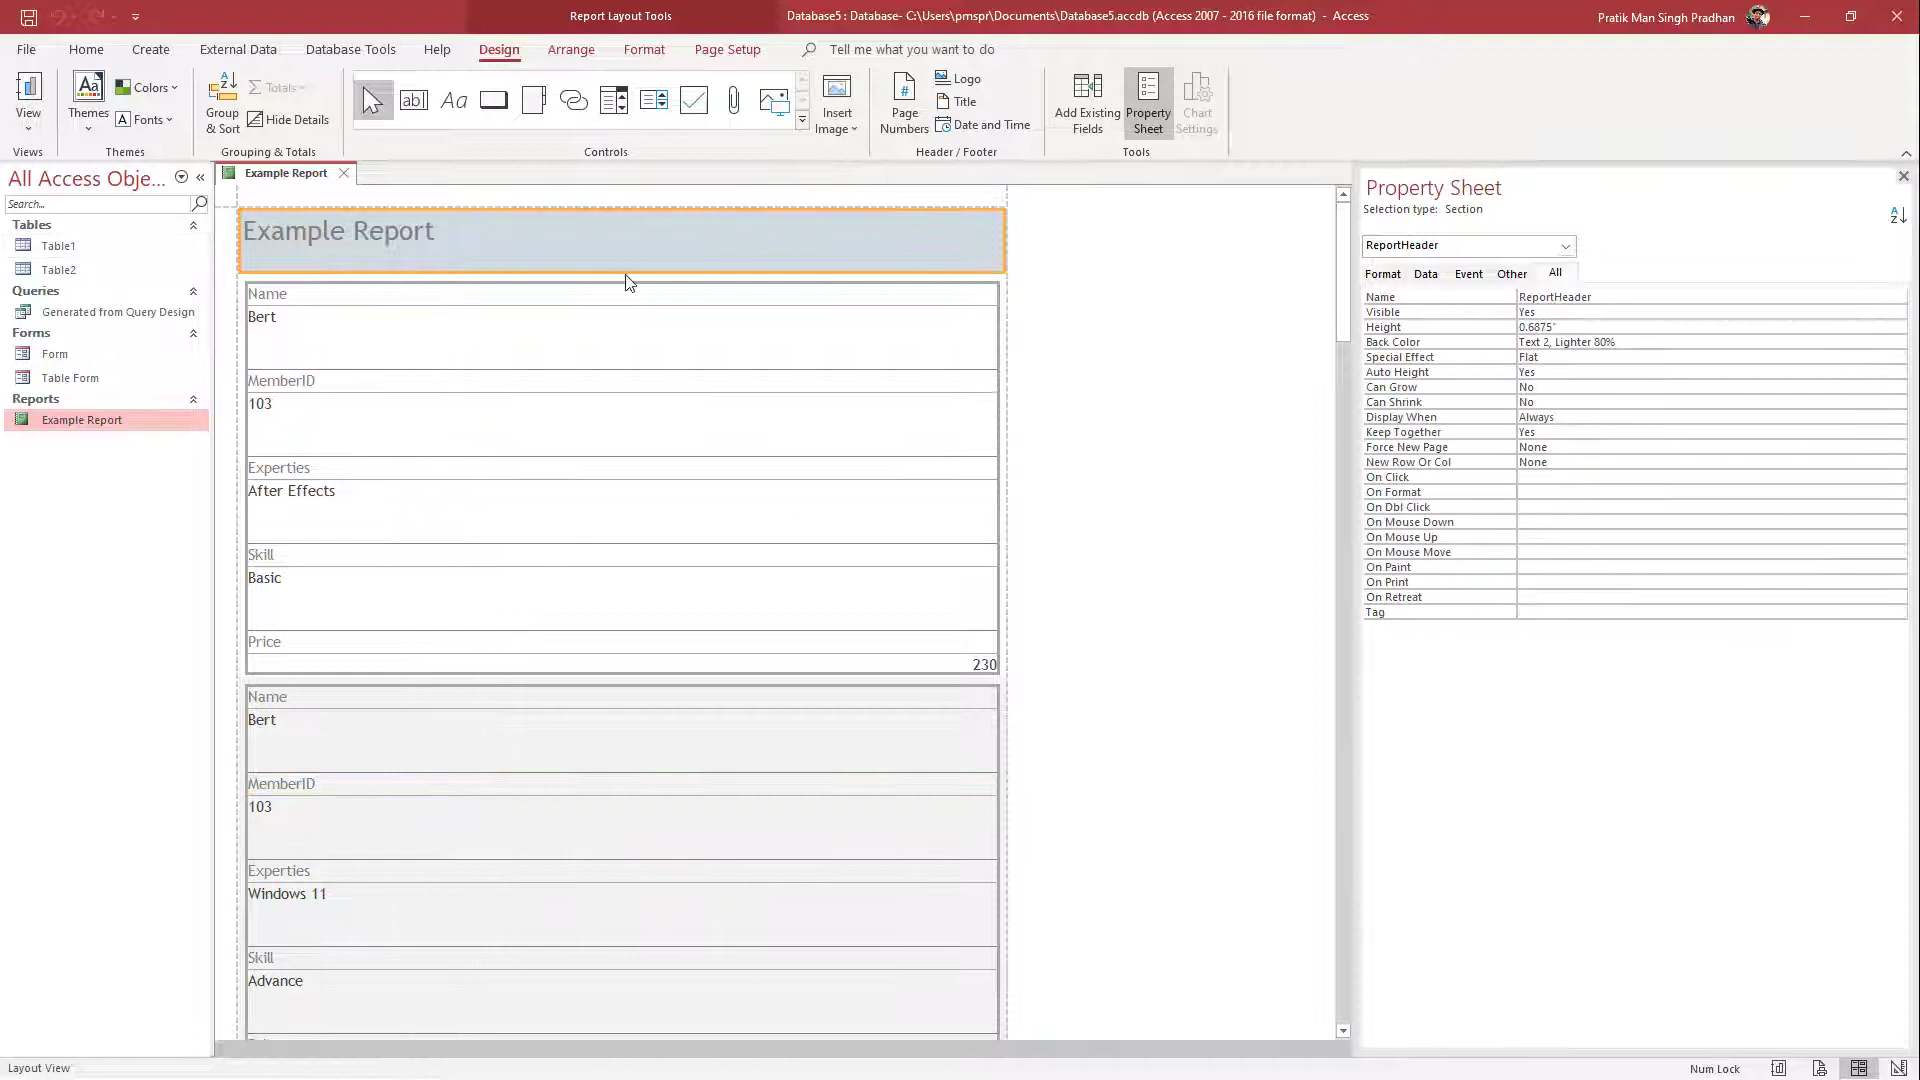 Report Layout Tools
Database5 : Database- C:\Users\pmspr\Documents\Database5.accdb (Access 2007 - 2016 file format) - Access
Pratik Man Singh Pradhan
File
Home
Create
External Data
Database Tools
Help
Design
Arrange
Format
Page Setup
Tell me what you want to do
View
Views
Aa
Themes
Colors
Fonts
Themes
Group
& Sort
Totals
Hide Details
Grouping & Totals
ab
Aa
Controls
Insert
Image
Page
Numbers
Logo
Title
Date and Time
Header / Footer
Add Existing
Fields
Property
Sheet
Chart
Settings
Tools
All Access Obje...
Search...
Tables
Table1
Table2
Queries
Generated from Query Design
Forms
Form
Table Form
Reports
Example Report
Example Report
Example Report
Name
Bert
MemberID
103
Experties
After Effects
Skill
Basic
Price
230
Name
Bert
MemberID
103
Experties
Windows 11
Skill
Advance
Property Sheet
Selection type: Section
ReportHeader
Format
Data
Event
Other
All
Name ReportHeader
Visible Yes
Height 0.6875"
Back Color Text 2, Lighter 80%
Special Effect Flat
Auto Height Yes
Can Grow No
Can Shrink No
Display When Always
Keep Together Yes
Force New Page None
New Row Or Col None
On Click
On Format
On Dbl Click
On Mouse Down
On Mouse Up
On Mouse Move
On Paint
On Print
On Retreat
Tag
Layout View
Num Lock